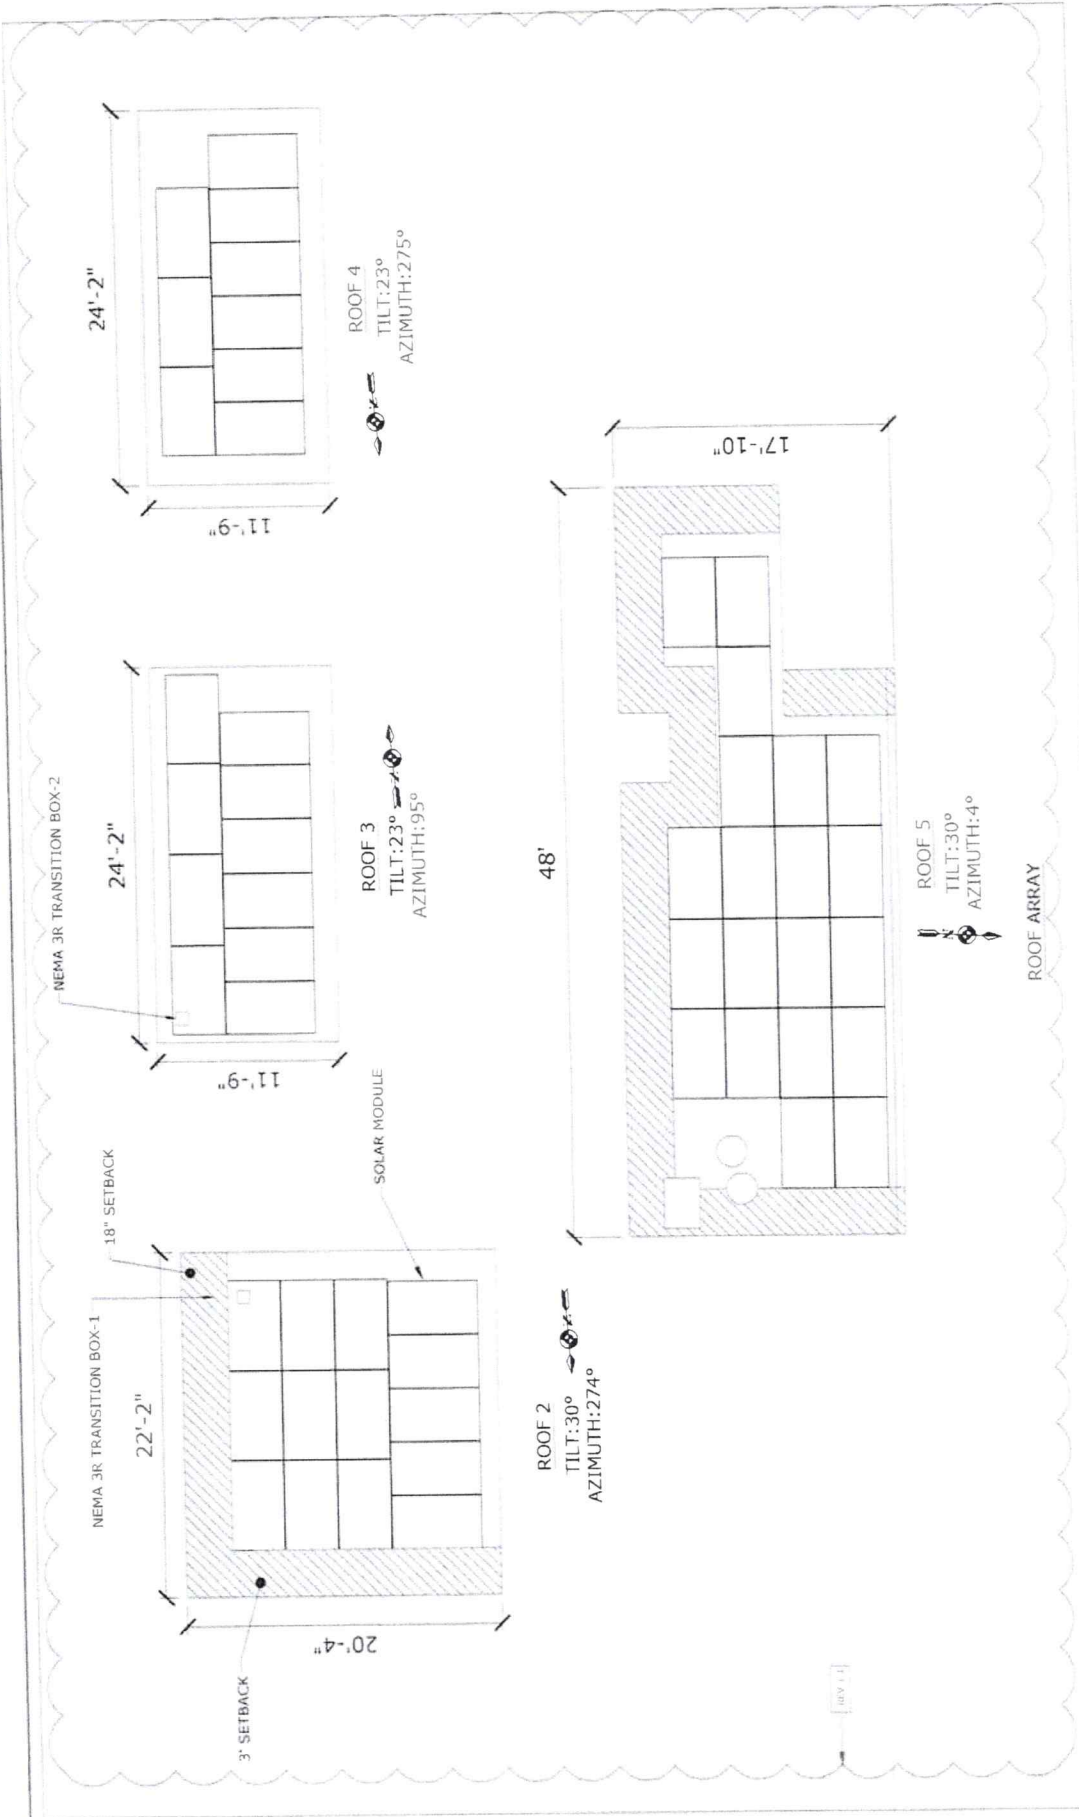 NEMA 3R TRANSITION BOX-1
18" SETBACK
22'-2"
20'-4"
3' SETBACK
SOLAR MODULE
ROOF 2
TILT:30°
AZIMUTH:274°
NEMA 3R TRANSITION BOX-2
24'-2"
11'-9"
ROOF 3
TILT:23°
AZIMUTH:95°
24'-2"
11'-9"
ROOF 4
TILT:23°
AZIMUTH:275°
48'
17'-10"
ROOF 5
TILT:30°
AZIMUTH:4°
N
ROOF ARRAY